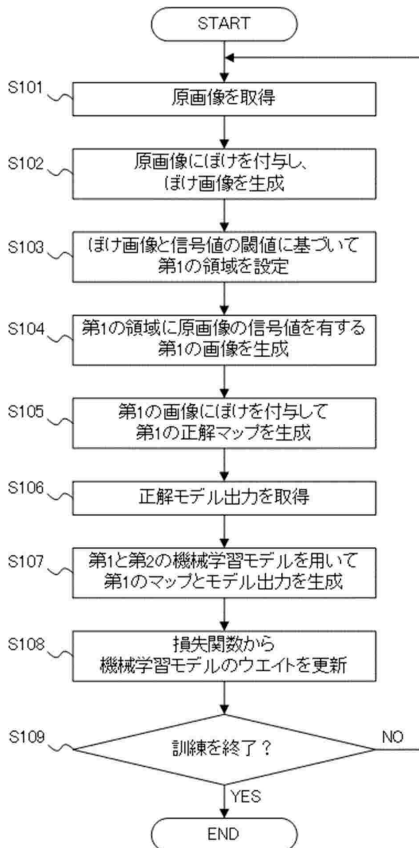 START
S101
原画像を取得
S102
原画像にぼけを付与し、
ぼけ画像を生成
S103
ぼけ画像と信号値の閾値に基づいて
第1の領域を設定
S104
第1の領域に原画像の信号値を有する
第1の画像を生成
S105
第1の画像にぼけを付与して
第1の正解マップを生成
S106
正解モデル出力を取得
S107
第1と第2の機械学習モデルを用いて
第1のマップとモデル出力を生成
S108
損失関数から
機械学習モデルのウエイトを更新
S109
訓練を終了？
NO
YES
END